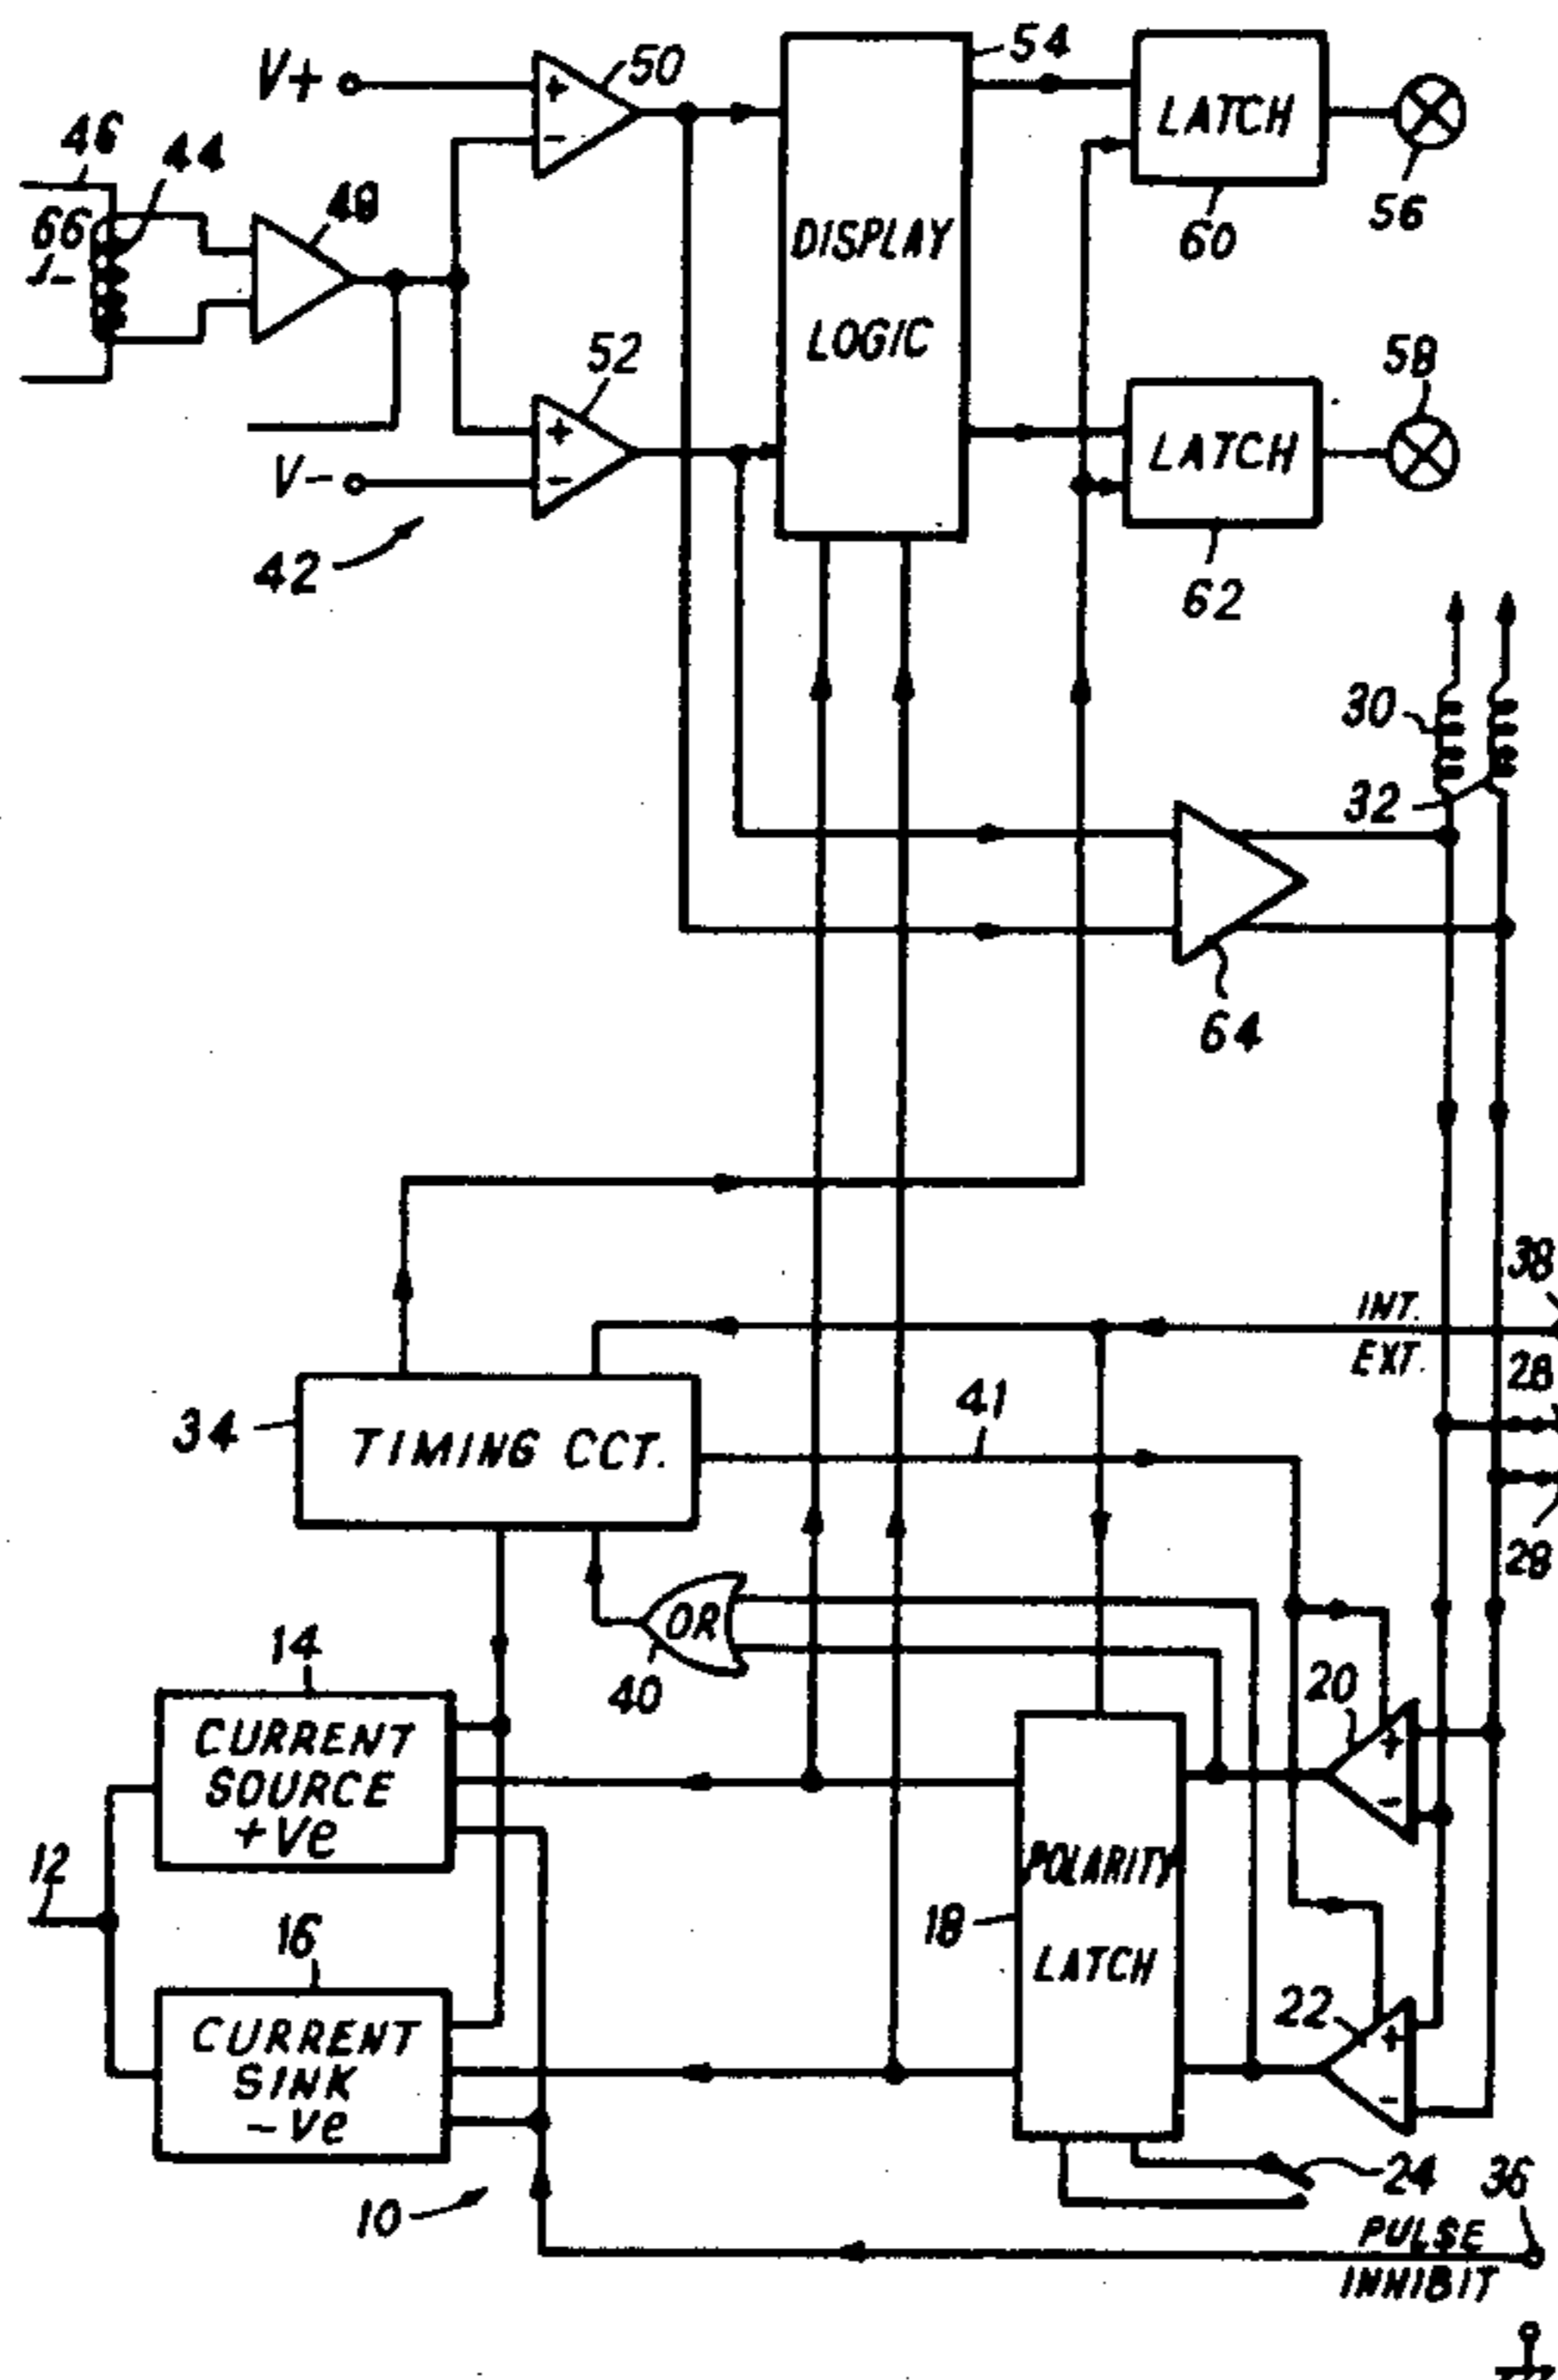 V+
50
54
LATCH
46
44
48
56
66
60
DISPLAY
LOGIC
52
58
LATCH
V-
42
62
30
32
64
38
INT.
EXT.
28
34
TIMING CCT.
41
29
14
OR
40
20
CURRENT
SOURCE
+Ve
12
POLARITY
LATCH
18
16
22
CURRENT
SINK
-Ve
24
36
10
PULSE
INHIBIT